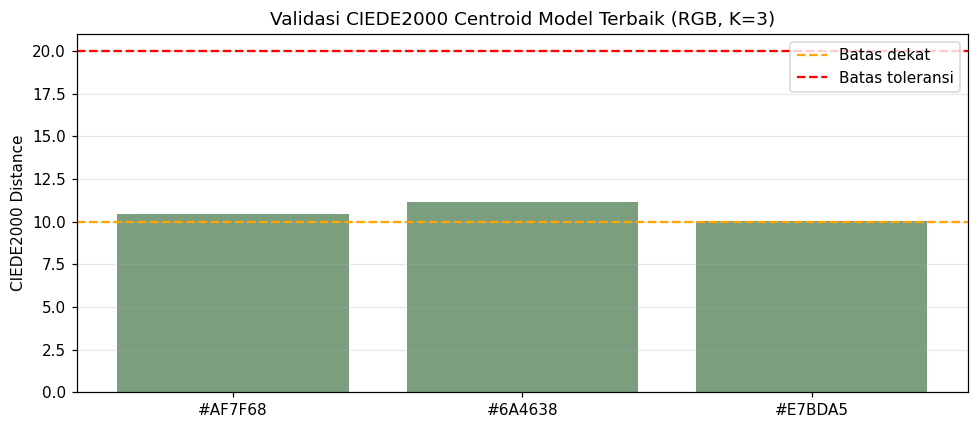 Validasi CIEDE2000 Centroid Model Terbaik (RGB, K=3)
CIEDE2000 Distance
20.0
17.5
15.0
12.5
10.0
7.5
5.0
2.5
0.0
Batas dekat
Batas toleransi
#AF7F68
#6A4638
#E7BDA5